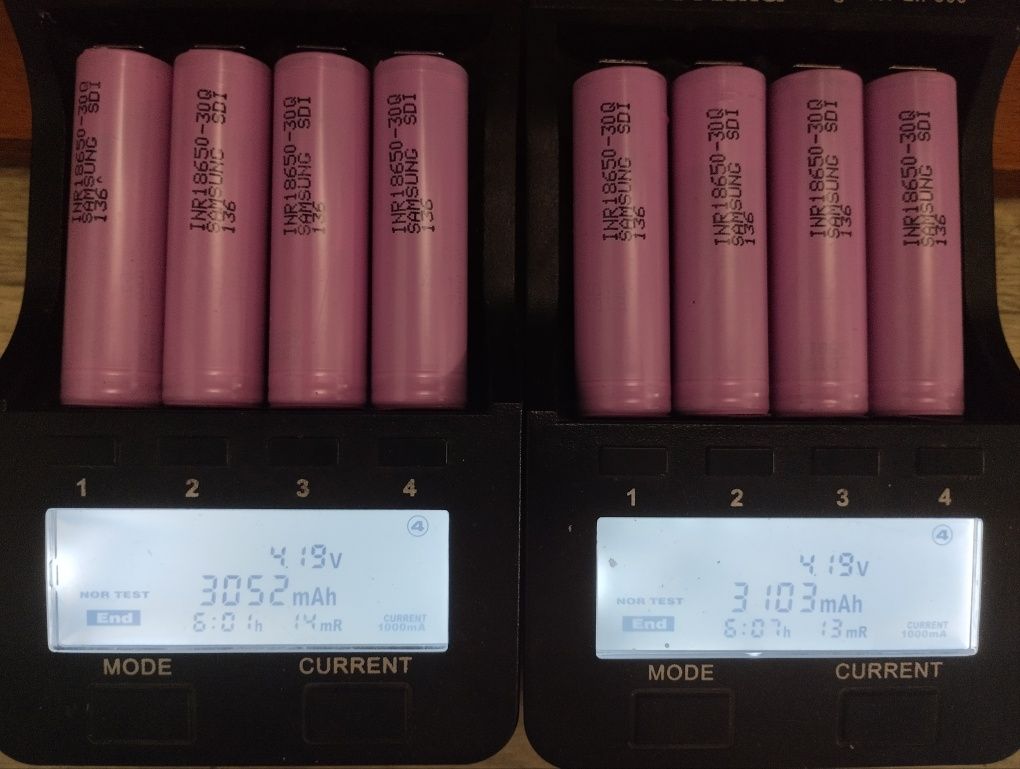 INR18650-30Q
SAMSUNG SDI
136
INR18650-30Q
SAMSUNG SDI
136
INR18650-30Q
SAMSUNG SDI
136
INR18650-30Q
SAMSUNG SDI
136
1 2 3 4
4
4.19V
3052mAh
NOR TEST
End
6:01h 14mR
CURRENT
1000mA
MODE CURRENT
INR18650-30Q
SAMSUNG SDI
136
INR18650-30Q
SAMSUNG SDI
136
INR18650-30Q
SAMSUNG SDI
136
INR18650-30Q
SAMSUNG SDI
136
1 2 3 4
4
4.19V
3103mAh
NOR TEST
End
6:07h 13mR
CURRENT
1000mA
MODE CURRENT